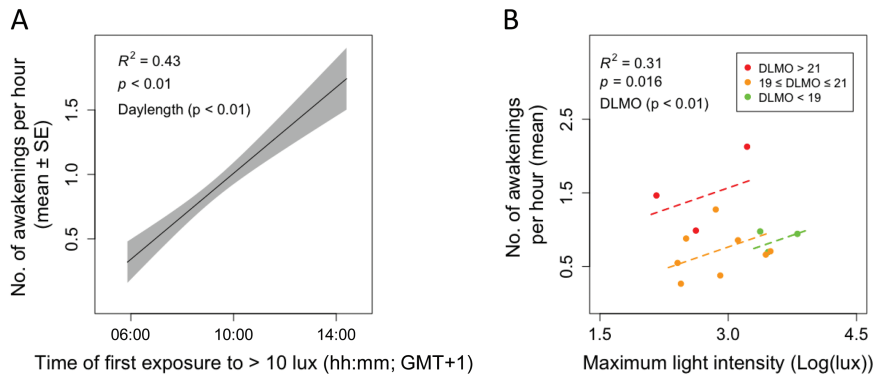 A
R² = 0.43
p < 0.01
Daylength (p < 0.01)
No. of awakenings per hour
(mean ± SE)
1.5
1.0
0.5
06:00
10:00
14:00
Time of first exposure to > 10 lux (hh:mm; GMT+1)
B
R² = 0.31
p = 0.016
DLMO (p < 0.01)
DLMO > 21
19 ≤ DLMO ≤ 21
DLMO < 19
No. of awakenings
per hour (mean)
2.5
1.5
0.5
1.5
3.0
4.5
Maximum light intensity (Log(lux))